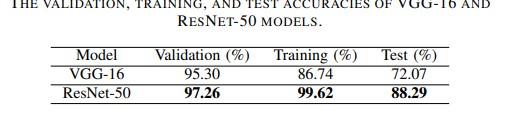 THE VALIDATION, TRAINING, AND TEST ACCURACIES OF VGG-16 AND
RESNET-50 MODELS.
Model Validation (%) Training (%) Test (%)
VGG-16 95.30 86.74 72.07
ResNet-50 97.26 99.62 88.29